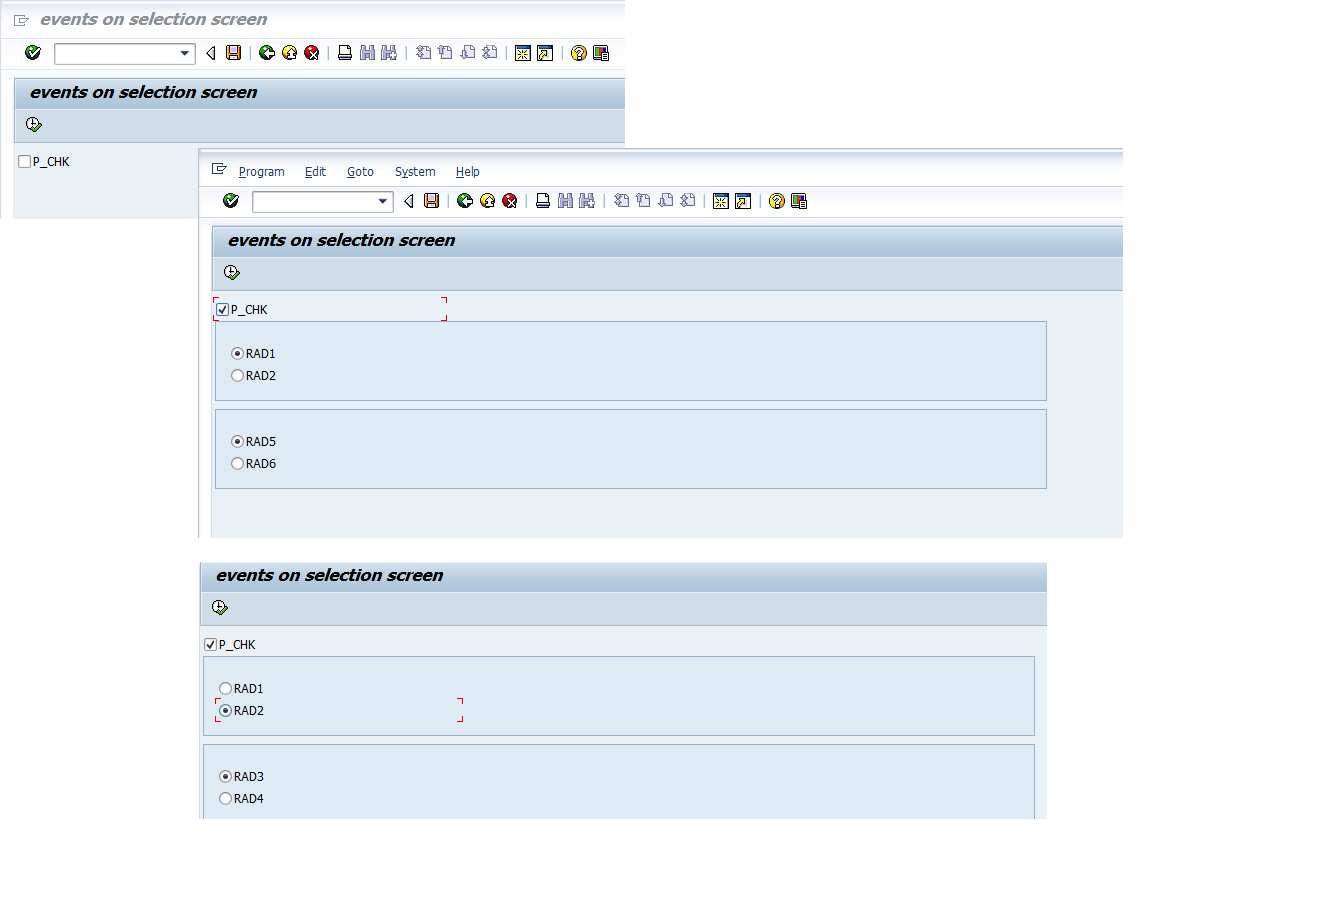 events on selection screen
events on selection screen
P_CHK
Program Edit Goto System Help
events on selection screen
P_CHK
RAD1
RAD2
RAD5
RAD6
events on selection screen
P_CHK
RAD1
RAD2
RAD3
RAD4